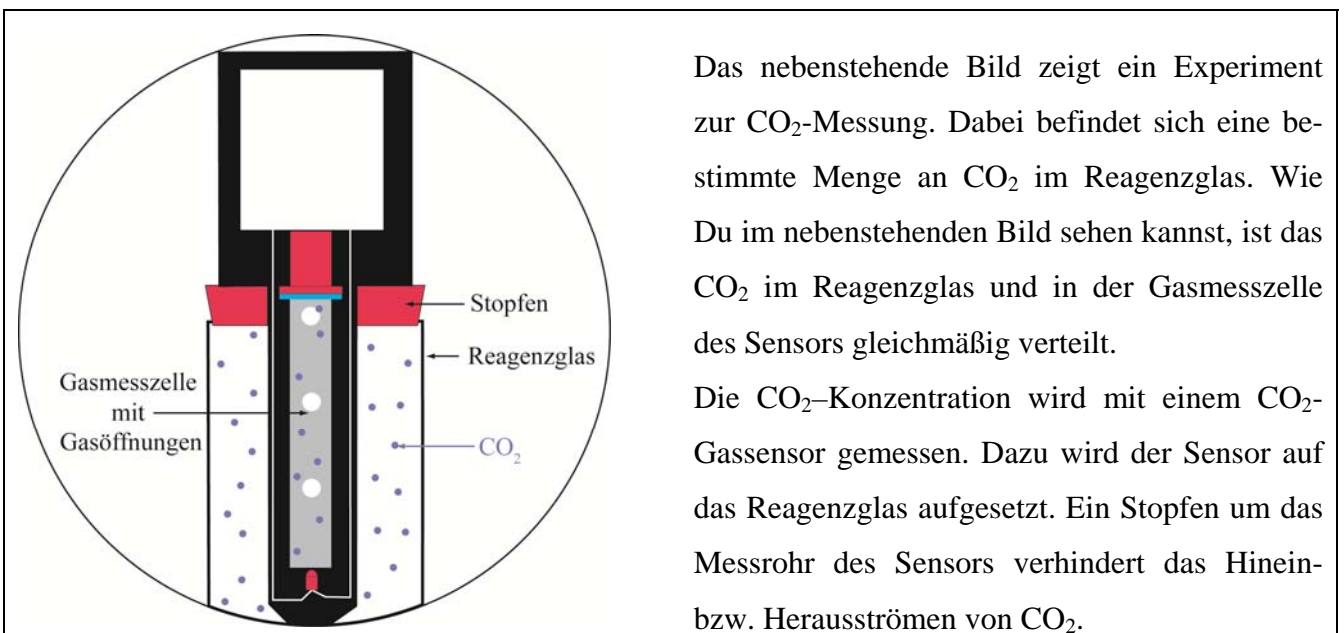 Stopfen
Reagenzglas
Gasmesszelle
mit
Gasöffnungen
CO₂
Das nebenstehende Bild zeigt ein Experiment
zur CO₂-Messung. Dabei befindet sich eine be-
stimmte Menge an CO₂ im Reagenzglas. Wie
Du im nebenstehenden Bild sehen kannst, ist das
CO₂ im Reagenzglas und in der Gasmesszelle
des Sensors gleichmäßig verteilt.
Die CO₂–Konzentration wird mit einem CO₂-
Gassensor gemessen. Dazu wird der Sensor auf
das Reagenzglas aufgesetzt. Ein Stopfen um das
Messrohr des Sensors verhindert das Hinein-
bzw. Herausströmen von CO₂.